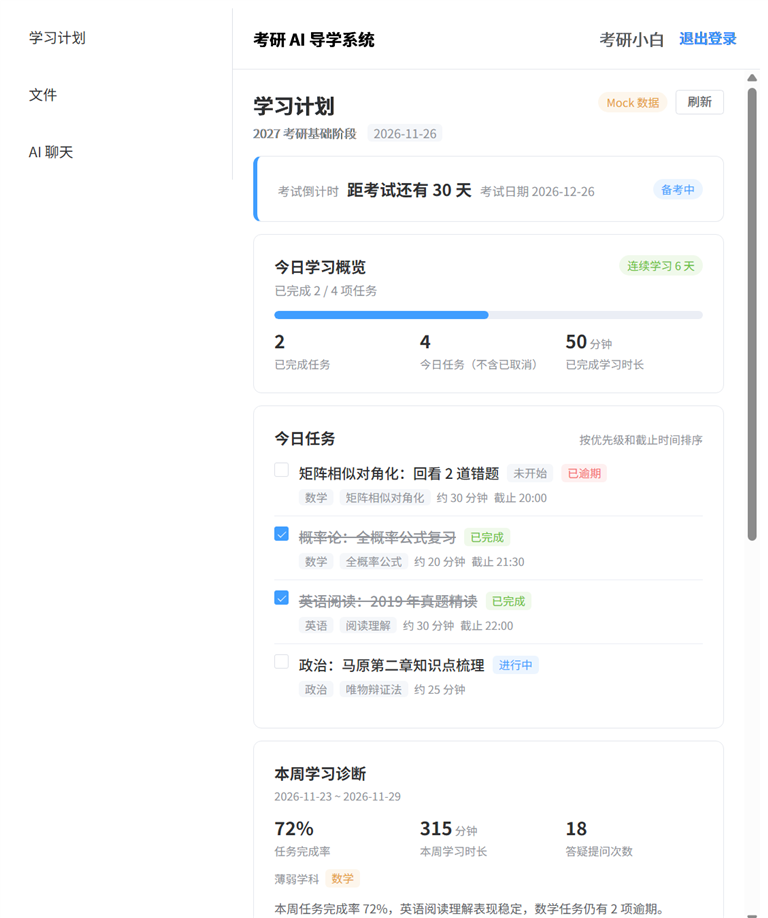 学习计划
文件
AI 聊天
考研 AI 导学系统
考研小白 退出登录
学习计划
Mock 数据 刷新
2027 考研基础阶段 2026-11-26
考试倒计时 距考试还有 30 天 考试日期 2026-12-26 备考中
今日学习概览 连续学习 6 天
已完成 2 / 4 项任务
2 4 50 分钟
已完成任务 今日任务（不含已取消） 已完成学习时长
今日任务 按优先级和截止时间排序
矩阵相似对角化：回看 2 道错题 未开始 已逾期
数学 矩阵相似对角化 约 30 分钟 截止 20:00
概率论：全概率公式复习 已完成
数学 全概率公式 约 20 分钟 截止 21:30
英语阅读：2019 年真题精读 已完成
英语 阅读理解 约 30 分钟 截止 22:00
政治：马原第二章知识点梳理 进行中
政治 唯物辩证法 约 25 分钟
本周学习诊断
2026-11-23 ~ 2026-11-29
72% 315 分钟 18
任务完成率 本周学习时长 答疑提问次数
薄弱学科 数学
本周任务完成率 72%，英语阅读理解表现稳定，数学任务仍有 2 项逾期。